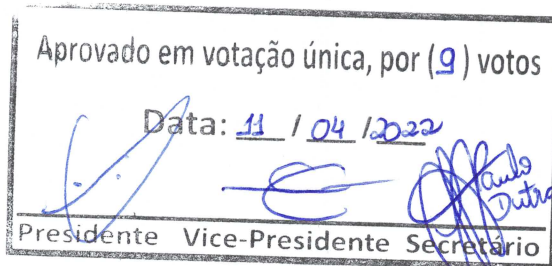 Aprovado em votação única, por (9) votos
Data: 11 / 04 / 2022
Paulo
Dutra
Presidente Vice-Presidente Secretário